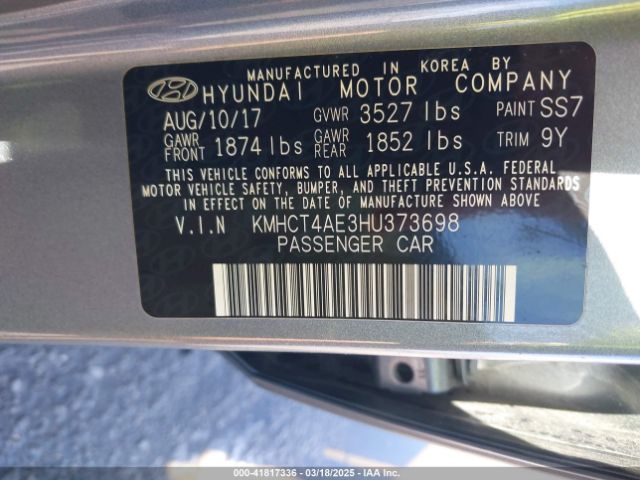 MANUFACTURED IN KOREA BY
HYUNDAI MOTOR COMPANY
AUG/10/17 GVWR 3527 lbs PAINT SS7
GAWR FRONT 1874 lbs GAWR REAR 1852 lbs TRIM 9Y
THIS VEHICLE CONFORMS TO ALL APPLICABLE U.S.A. FEDERAL
MOTOR VEHICLE SAFETY, BUMPER, AND THEFT PREVENTION STANDARDS
IN EFFECT ON THE DATE OF MANUFACTURE SHOWN ABOVE
V.I.N KMHCT4AE3HU373698
PASSENGER CAR
000-41817336 - 03/18/2025 - IAA Inc.